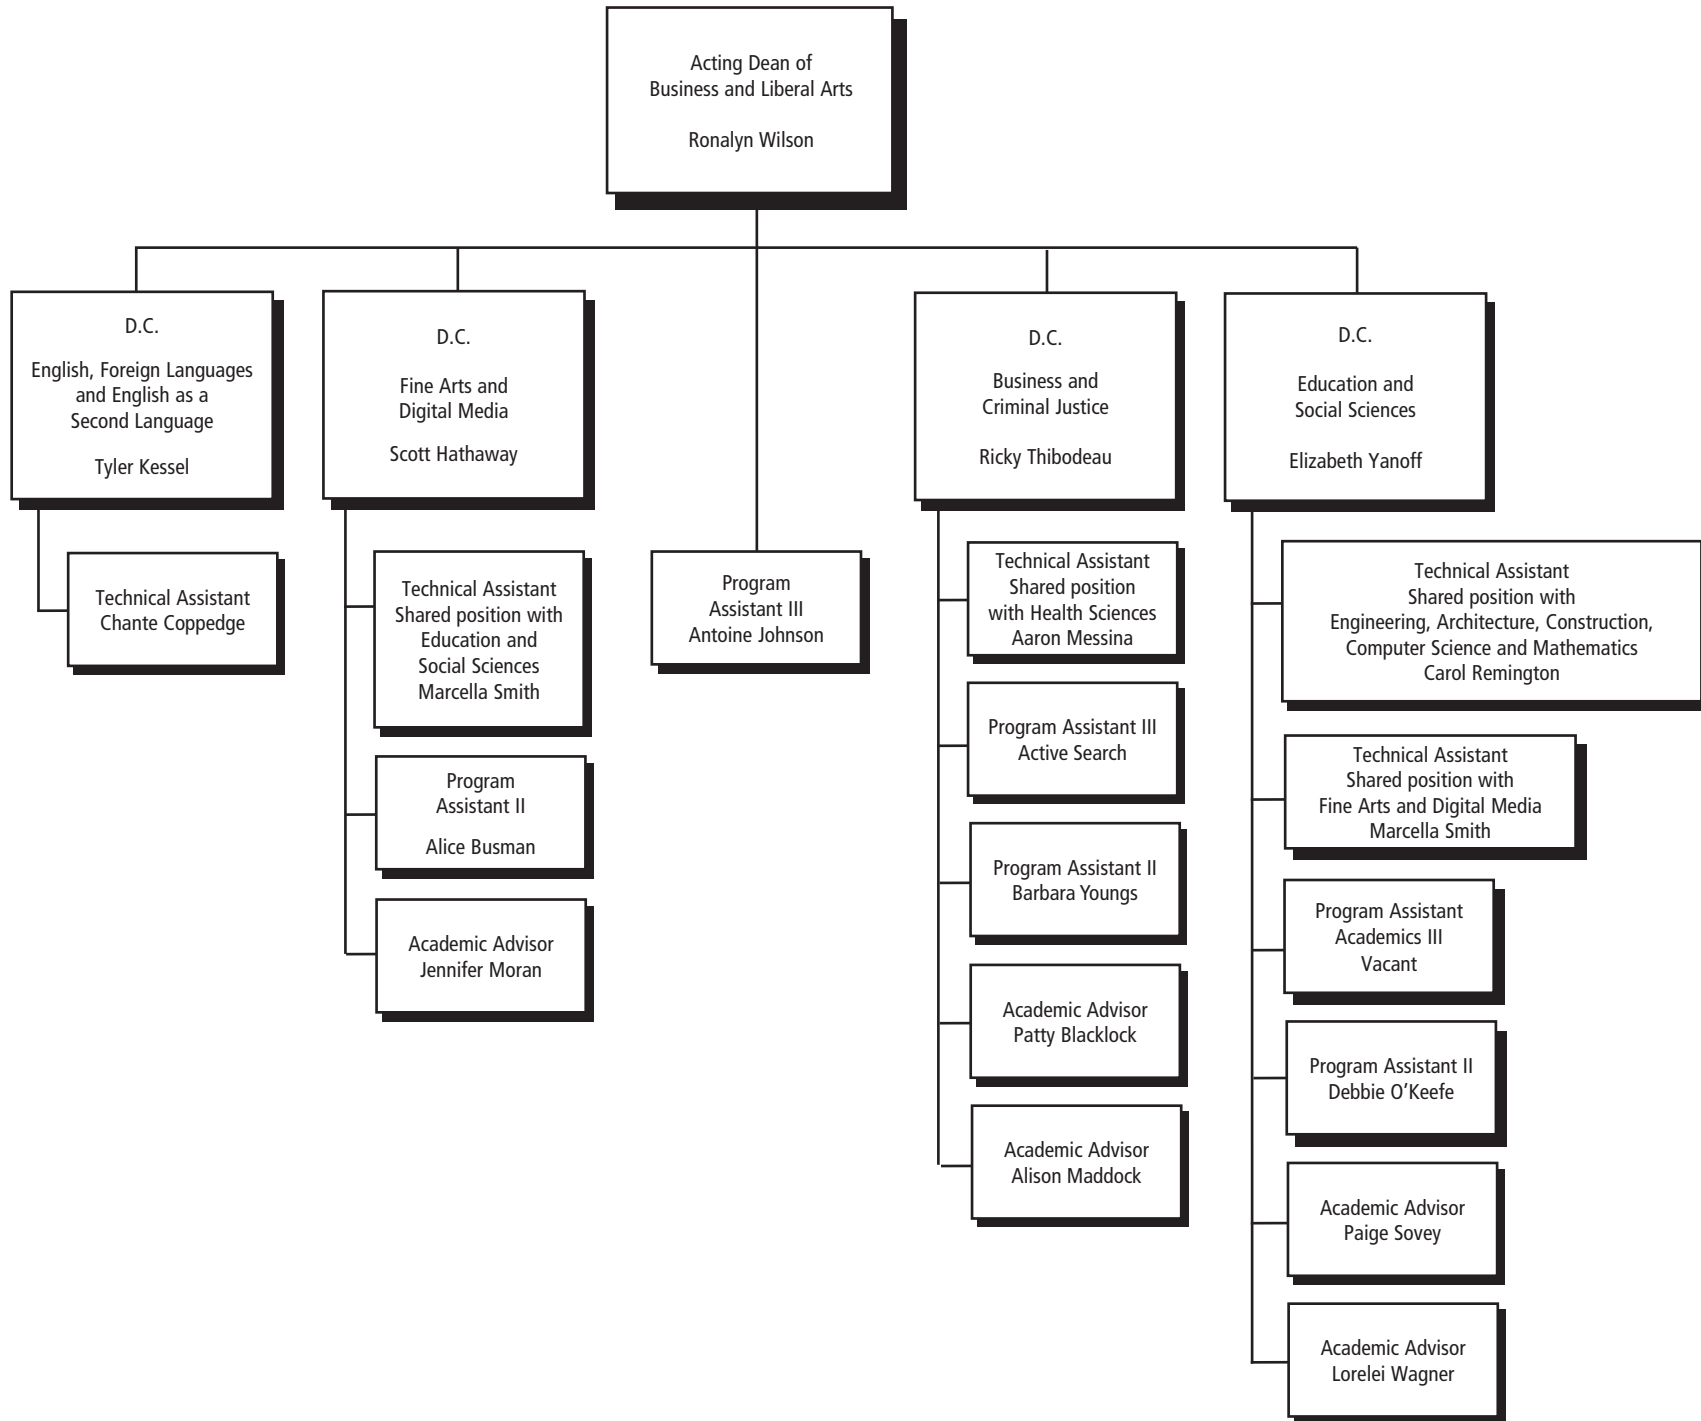 Acting Dean of
Business and Liberal Arts
Ronalyn Wilson
D.C.
English, Foreign Languages
and English as a
Second Language
Tyler Kessel
Technical Assistant
Chante Coppedge
D.C.
Fine Arts and
Digital Media
Scott Hathaway
Technical Assistant
Shared position with
Education and
Social Sciences
Marcella Smith
Program
Assistant II
Alice Busman
Academic Advisor
Jennifer Moran
Program
Assistant III
Antoine Johnson
D.C.
Business and
Criminal Justice
Ricky Thibodeau
Technical Assistant
Shared position
with Health Sciences
Aaron Messina
Program Assistant III
Active Search
Program Assistant II
Barbara Youngs
Academic Advisor
Patty Blacklock
Academic Advisor
Alison Maddock
D.C.
Education and
Social Sciences
Elizabeth Yanoff
Technical Assistant
Shared position with
Engineering, Architecture, Construction,
Computer Science and Mathematics
Carol Remington
Technical Assistant
Shared position with
Fine Arts and Digital Media
Marcella Smith
Program Assistant
Academics III
Vacant
Program Assistant II
Debbie O'Keefe
Academic Advisor
Paige Sovey
Academic Advisor
Lorelei Wagner